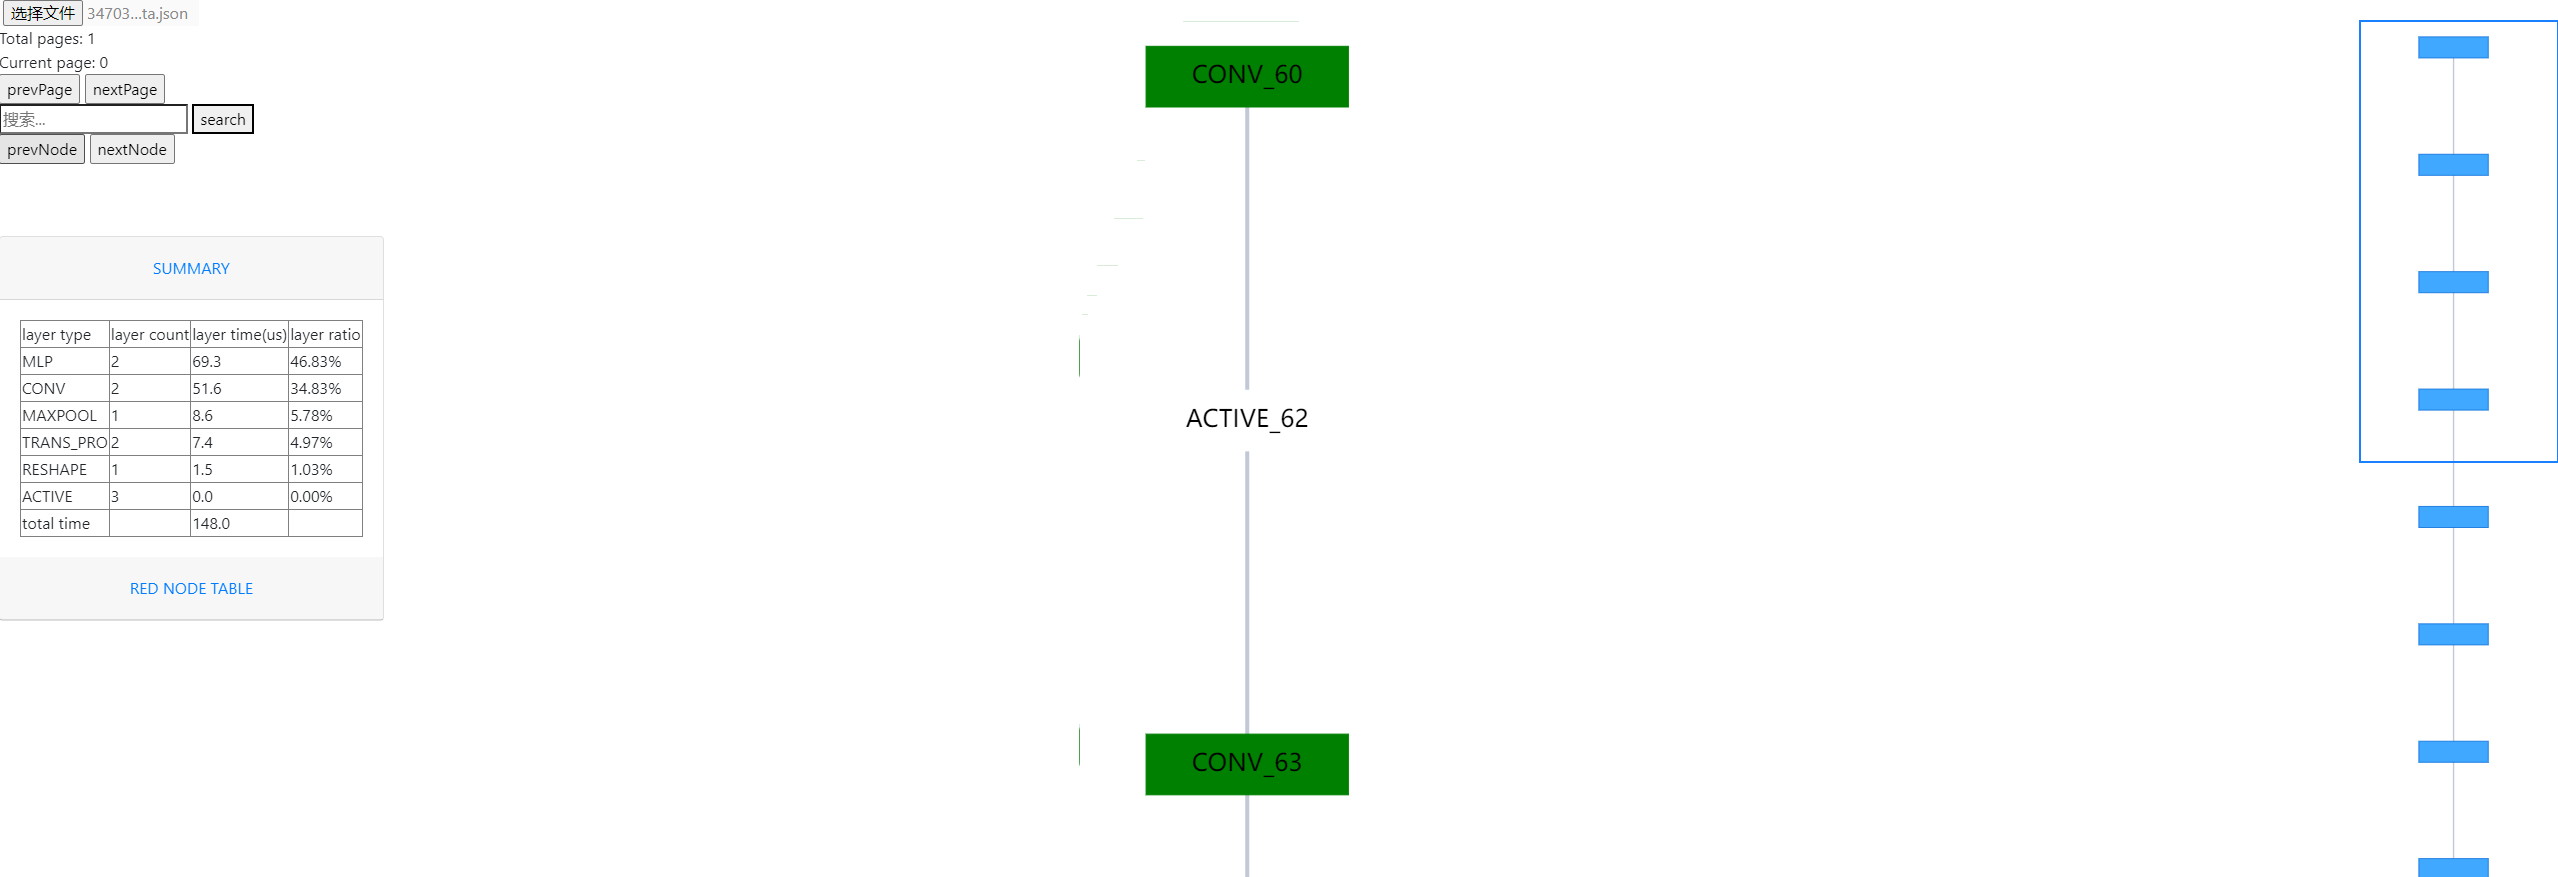 选择文件 34703...ta.json
Total pages: 1
Current page: 0
prevPage nextPage
搜索... search
prevNode nextNode
SUMMARY
layer type layer count layer time(us) layer ratio
MLP 2 69.3 46.83%
CONV 2 51.6 34.83%
MAXPOOL 1 8.6 5.78%
TRANS_PRO 2 7.4 4.97%
RESHAPE 1 1.5 1.03%
ACTIVE 3 0.0 0.00%
total time 148.0
RED NODE TABLE
CONV_60
ACTIVE_62
CONV_63